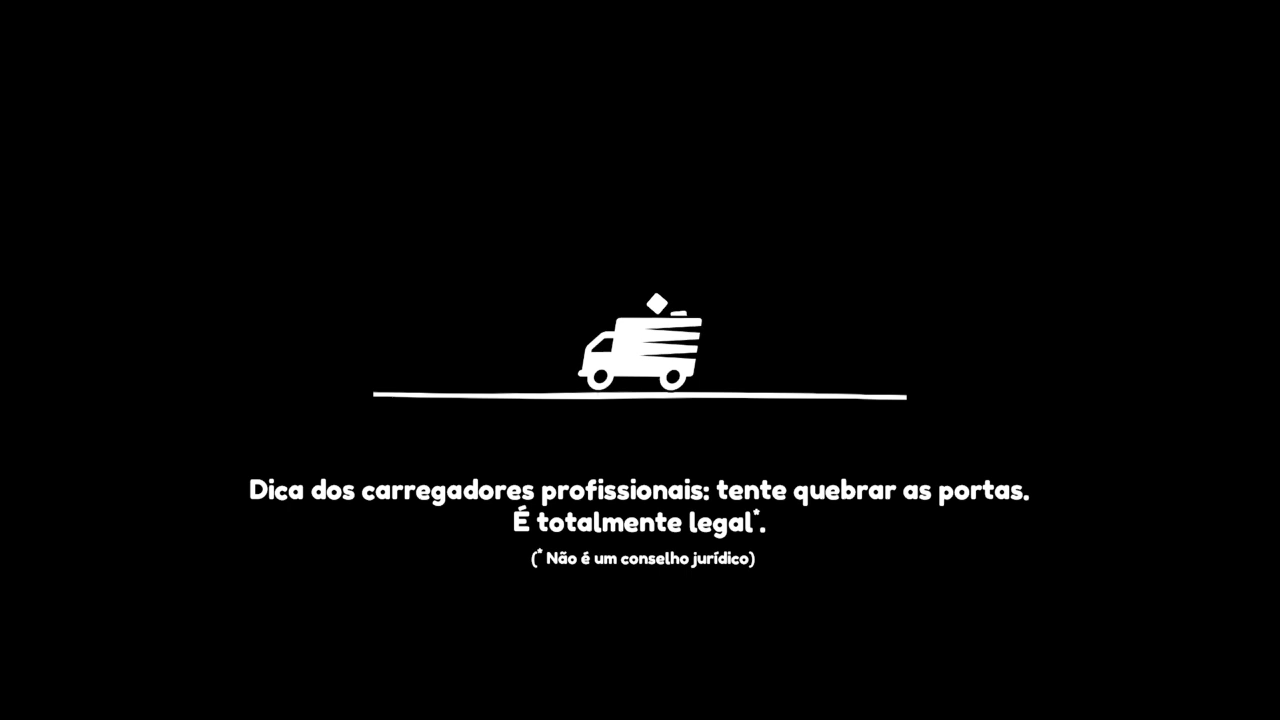 Dica dos carregadores profissionais: tente quebrar as portas.
É totalmente legal*.
(* Não é um conselho jurídico)